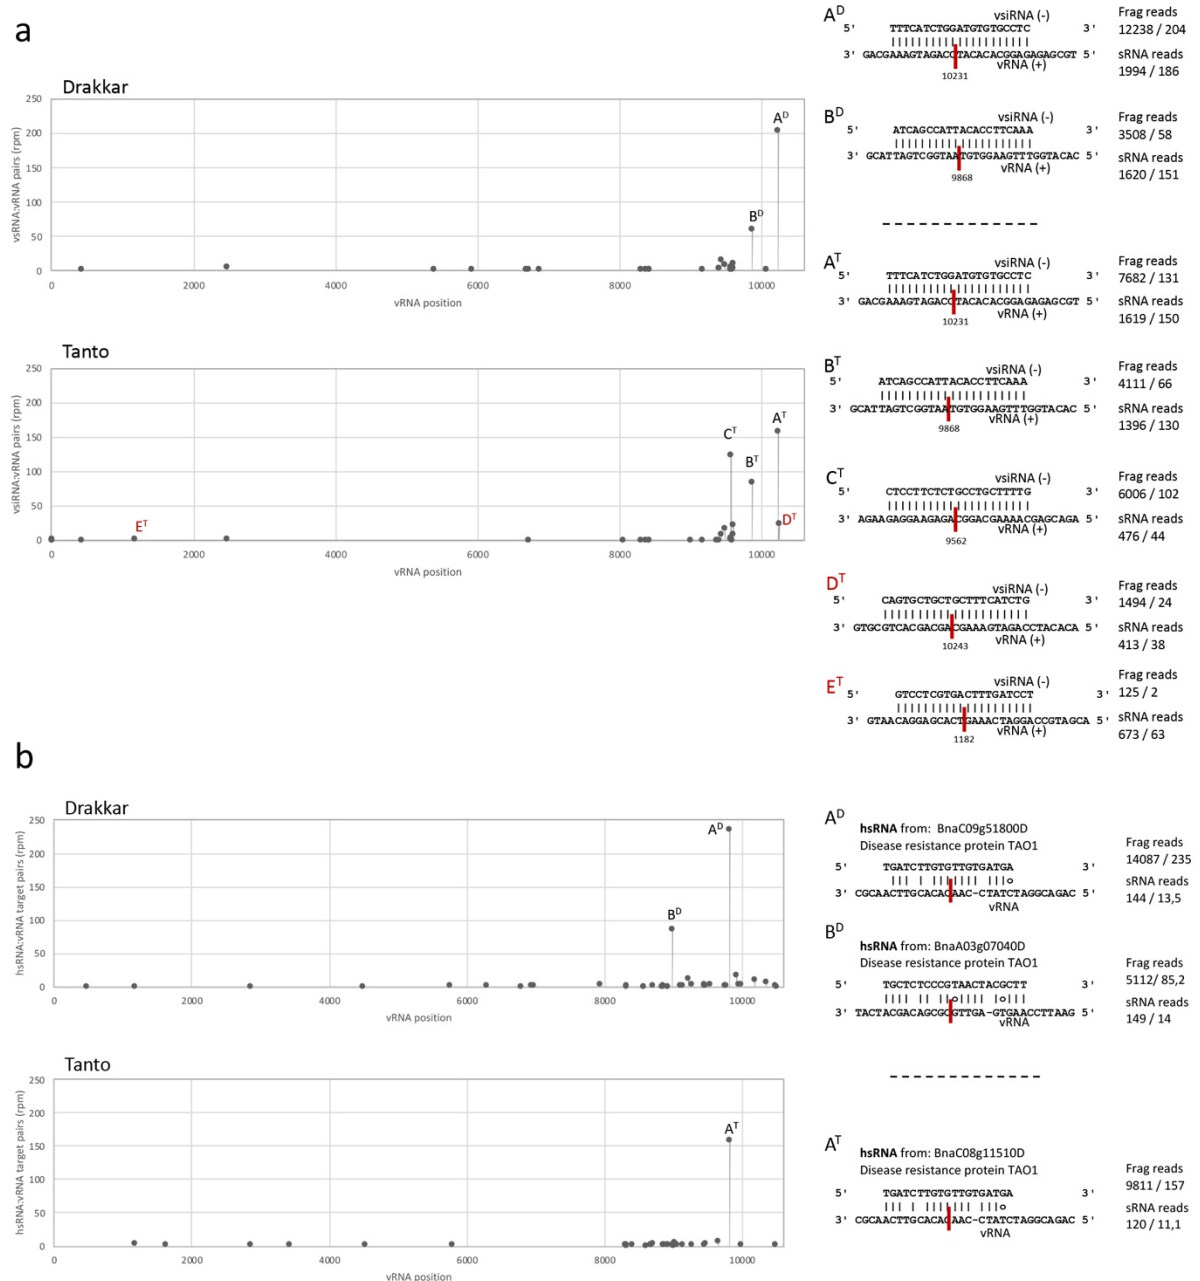 a
Drakkar
vsRNA:vRNA pairs (rpm)
250
200
150
100
50
0
0 2000 4000 6000 8000 10000
vRNA position
A^D
B^D
Tanto
vsiRNA:vRNA pairs (rpm)
250
200
150
100
50
0
0 2000 4000 6000 8000 10000
vRNA position
E^T
C^T
B^T
A^T
D^T
A^D
vsiRNA (-)
5' TTTCATCTGGATGTGTGCCTC 3'
3' GACGAAAGTAGACCTACACACGGAGAGAGCGT 5'
vRNA (+)
10231
Frag reads
12238 / 204
sRNA reads
1994 / 186
B^D
vsiRNA (-)
5' ATCAGCCATTACACCTTCAAA 3'
3' GCATTAGTCGGTAATGTGGAAGTTTGGTACAC 5'
vRNA (+)
9868
Frag reads
3508 / 58
sRNA reads
1620 / 151
A^T
vsiRNA (-)
5' TTTCATCTGGATGTGTGCCTC 3'
3' GACGAAAGTAGACCTACACACGGAGAGAGCGT 5'
vRNA (+)
10231
Frag reads
7682 / 131
sRNA reads
1619 / 150
B^T
vsiRNA (-)
5' ATCAGCCATTACACCTTCAAA 3'
3' GCATTAGTCGGTAATGTGGAAGTTTGGTACAC 5'
vRNA (+)
9868
Frag reads
4111 / 66
sRNA reads
1396 / 130
C^T
vsiRNA (-)
5' CTCCTTCTCTGCCTGCTTTTG 3'
3' AGAAGAGGAAGAGACGGACGAAAACGAGCAGA 5'
vRNA (+)
9562
Frag reads
6006 / 102
sRNA reads
476 / 44
D^T
vsiRNA (-)
5' CAGTGCTGCTGCTTTCATCTG 3'
3' GTGCGTCACGACGACGAAAGTAGACCTACACA 5'
vRNA (+)
10243
Frag reads
1494 / 24
sRNA reads
413 / 38
E^T
vsiRNA (-)
5' GTCCTCGTGACTTTGATCCT 3'
3' GTAACAGGAGCACTGAAACTAGGACCGTAGCA 5'
vRNA (+)
1182
Frag reads
125 / 2
sRNA reads
673 / 63
b
Drakkar
hsRNA:vRNA target pairs (rpm)
250
200
150
100
50
0
0 2000 4000 6000 8000 10000
vRNA position
A^D
B^D
Tanto
hsRNA:vRNA target pairs (rpm)
250
200
150
100
50
0
0 2000 4000 6000 8000 10000
vRNA position
A^T
A^D
hsRNA from: BnaC09g51800D
Disease resistance protein TAO1
5' TGATCTTGTGTTGTGATGA 3'
3' CGCAACTTGCACAGAAC-CTATCTAGGCAGAC 5'
vRNA
Frag reads
14087 / 235
sRNA reads
144 / 13,5
B^D
hsRNA from: BnaA03g07040D
Disease resistance protein TAO1
5' TGCTCTCCCGTAACTACGCTT 3'
3' TACTACGACAGCGCGTTGA-GTGAACCTTAAG 5'
vRNA
Frag reads
5112/ 85,2
sRNA reads
149 / 14
A^T
hsRNA from: BnaC08g11510D
Disease resistance protein TAO1
5' TGATCTTGTGTTGTGATGA 3'
3' CGCAACTTGCACAGAAC-CTATCTAGGCAGAC 5'
vRNA
Frag reads
9811 / 157
sRNA reads
120 / 11,1